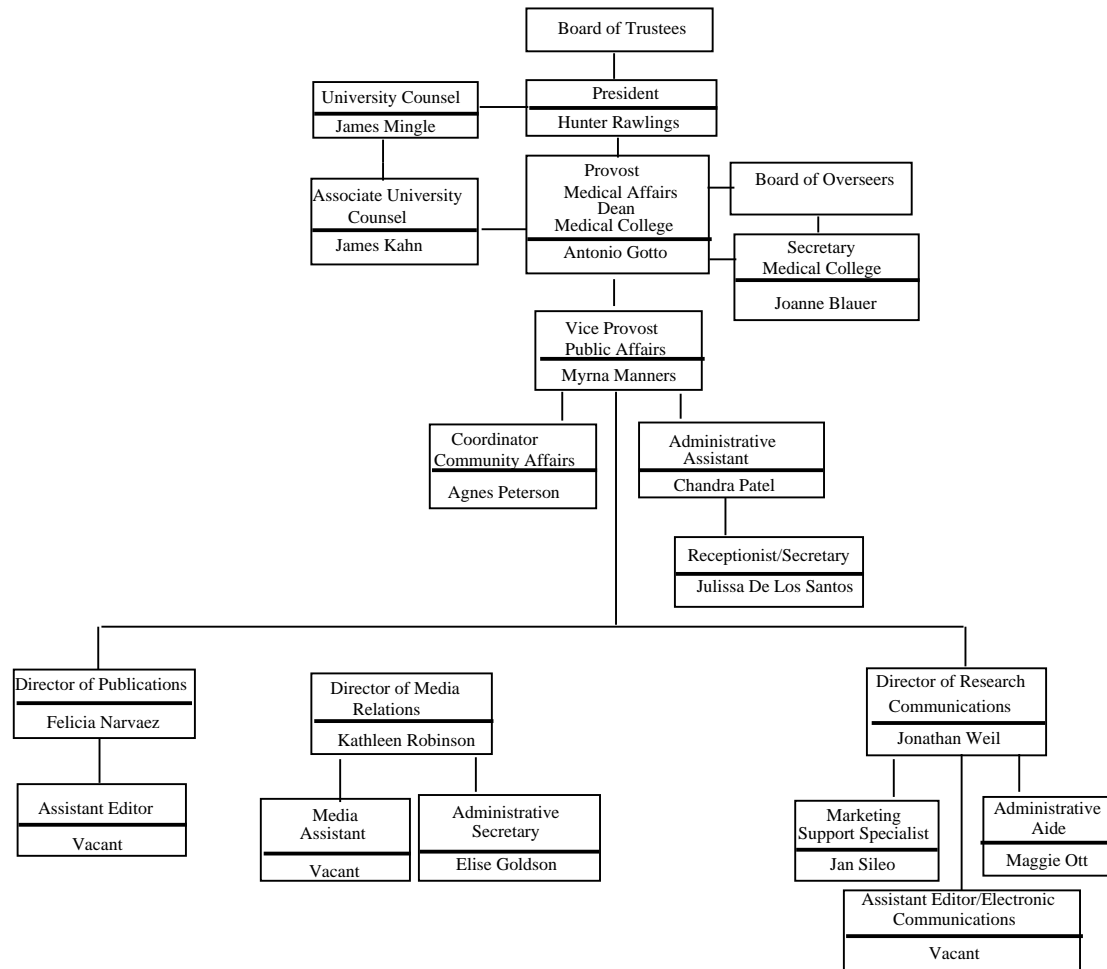 Board of Trustees
University Counsel
James Mingle
President
Hunter Rawlings
Associate University
Counsel
James Kahn
Provost
Medical Affairs
Dean
Medical College
Antonio Gotto
Board of Overseers
Secretary
Medical College
Joanne Blauer
Vice Provost
Public Affairs
Myrna Manners
Coordinator
Community Affairs
Agnes Peterson
Administrative
Assistant
Chandra Patel
Receptionist/Secretary
Julissa De Los Santos
Director of Publications
Felicia Narvaez
Assistant Editor
Vacant
Director of Media
Relations
Kathleen Robinson
Media
Assistant
Vacant
Administrative
Secretary
Elise Goldson
Director of Research
Communications
Jonathan Weil
Marketing
Support Specialist
Jan Sileo
Administrative
Aide
Maggie Ott
Assistant Editor/Electronic
Communications
Vacant